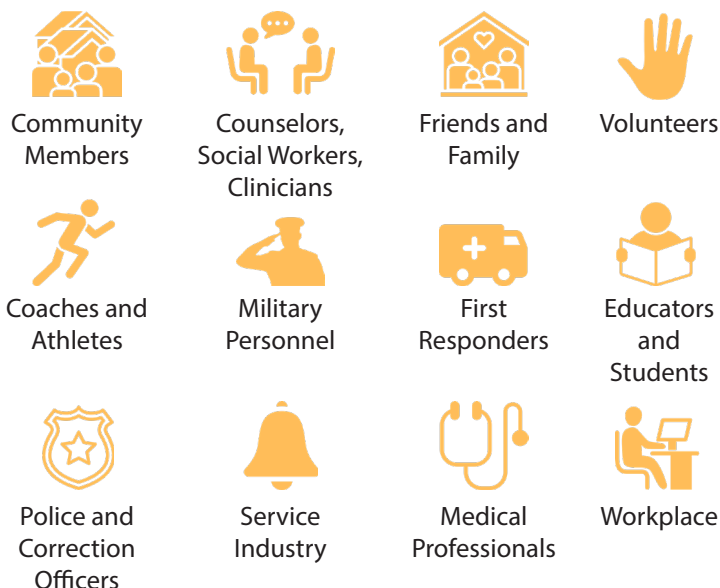 Community
Members
Counselors,
Social Workers,
Clinicians
Friends and
Family
Volunteers
Coaches and
Athletes
Military
Personnel
First
Responders
Educators
and
Students
Police and
Correction
Officers
Service
Industry
Medical
Professionals
Workplace